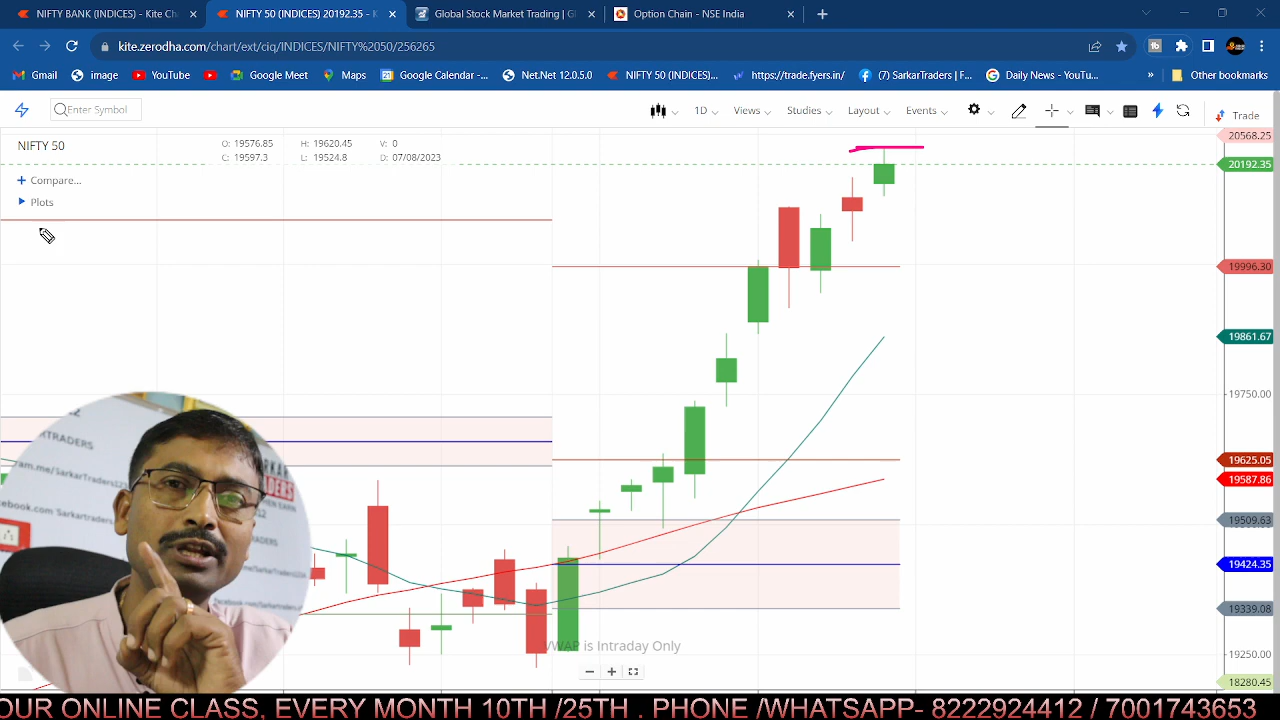 NIFTY BANK (INDICES) - Kite Cha
NIFTY 50 (INDICES) 20192.35 - K
Global Stock Market Trading | Gl
Option Chain - NSE India
kite.zerodha.com/chart/ext/ciq/INDICES/NIFTY%2050/256265
Gmail
image
YouTube
Google Meet
Maps
Google Calendar -...
NetNet 12.0.5.0
NIFTY 50 (INDICES)...
https://trade.fyers.in/
(7) SarkarTraders | F...
Daily News - YouT...
Other bookmarks
Enter Symbol
1D
Views
Studies
Layout
Events
Trade
NIFTY 50
O: 19576.85 H: 19620.45 V: 0
C: 19597.3 L: 19524.8 D: 07/08/2023
+ Compare...
Plots
20568.25
20192.35
19996.30
19861.67
19750.00
19625.05
19587.86
19509.63
19424.35
19339.08
19250.00
18280.45
VWAP is Intraday Only
OUR ONLINE CLASS, EVERY MONTH 10TH /25TH . PHONE /WHATSAPP- 8222924412 / 7001743653